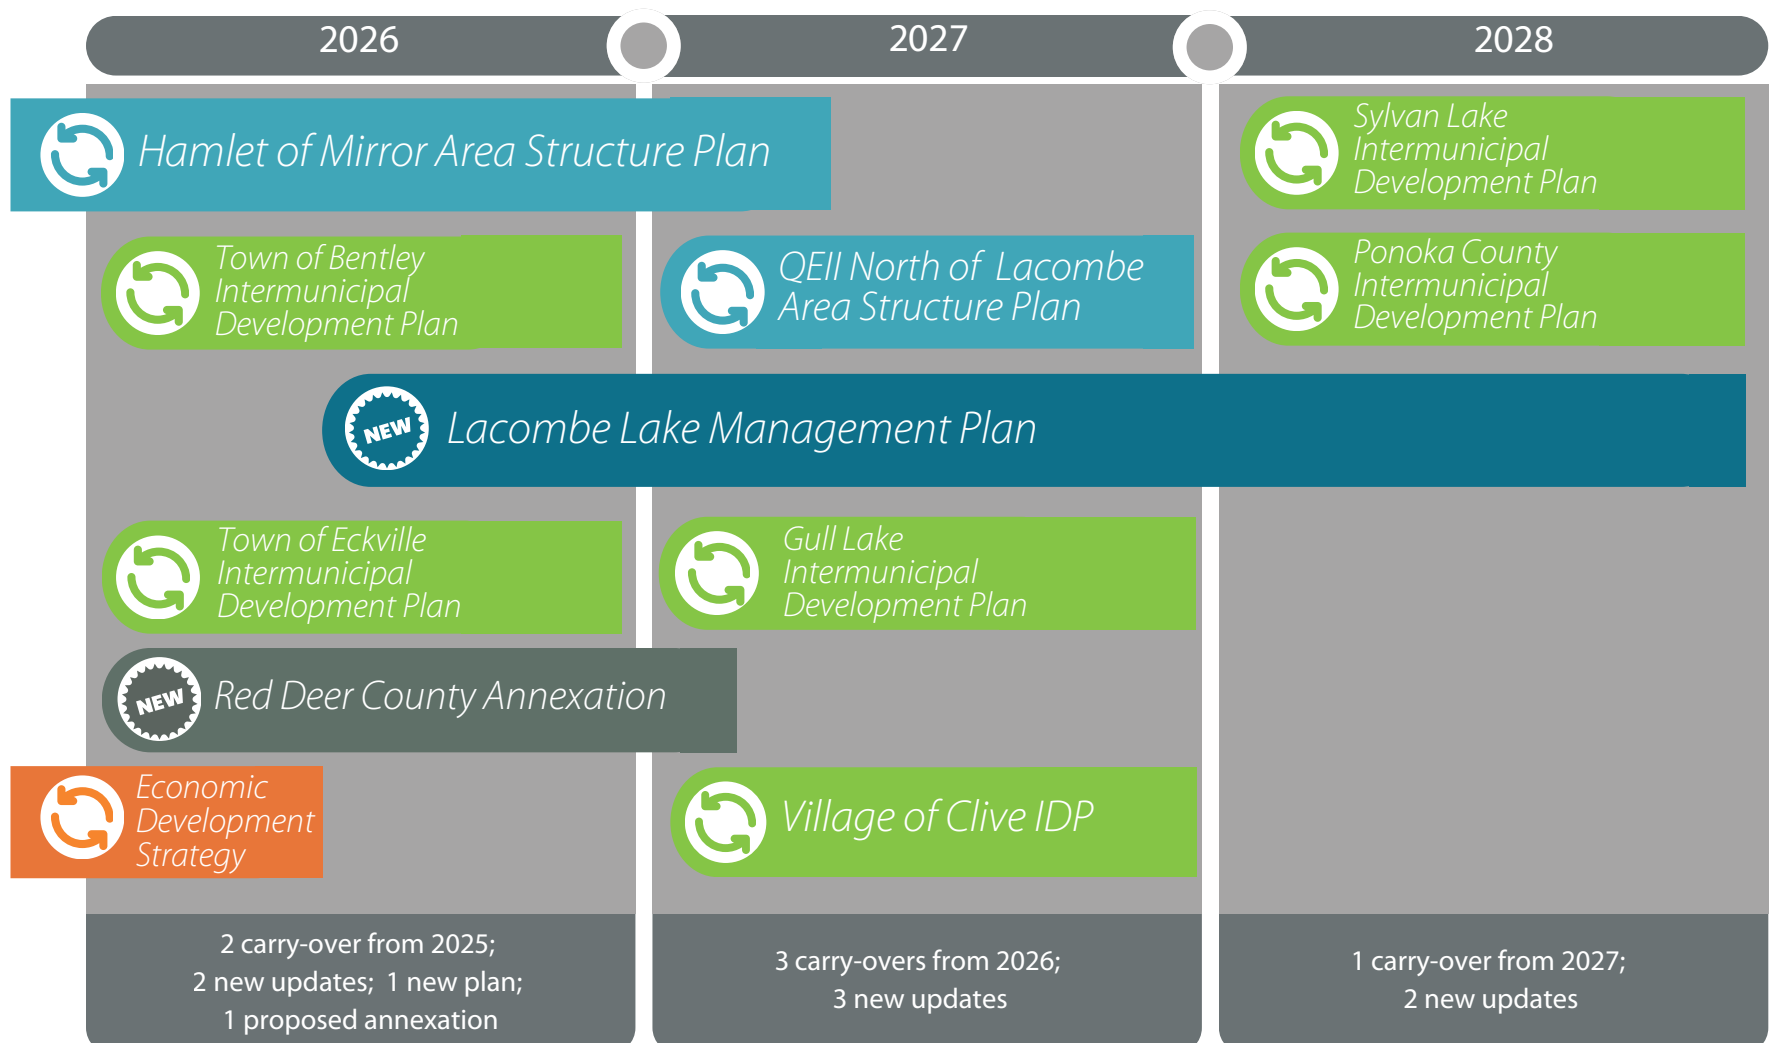 2026
2027
2028
Hamlet of Mirror Area Structure Plan
Sylvan Lake
Intermunicipal
Development Plan
Town of Bentley
Intermunicipal
Development Plan
QEII North of Lacombe
Area Structure Plan
Ponoka County
Intermunicipal
Development Plan
NEW
Lacombe Lake Management Plan
Town of Eckville
Intermunicipal
Development Plan
Gull Lake
Intermunicipal
Development Plan
NEW
Red Deer County Annexation
Economic
Development
Strategy
Village of Clive IDP
2 carry-over from 2025;
2 new updates; 1 new plan;
1 proposed annexation
3 carry-overs from 2026;
3 new updates
1 carry-over from 2027;
2 new updates